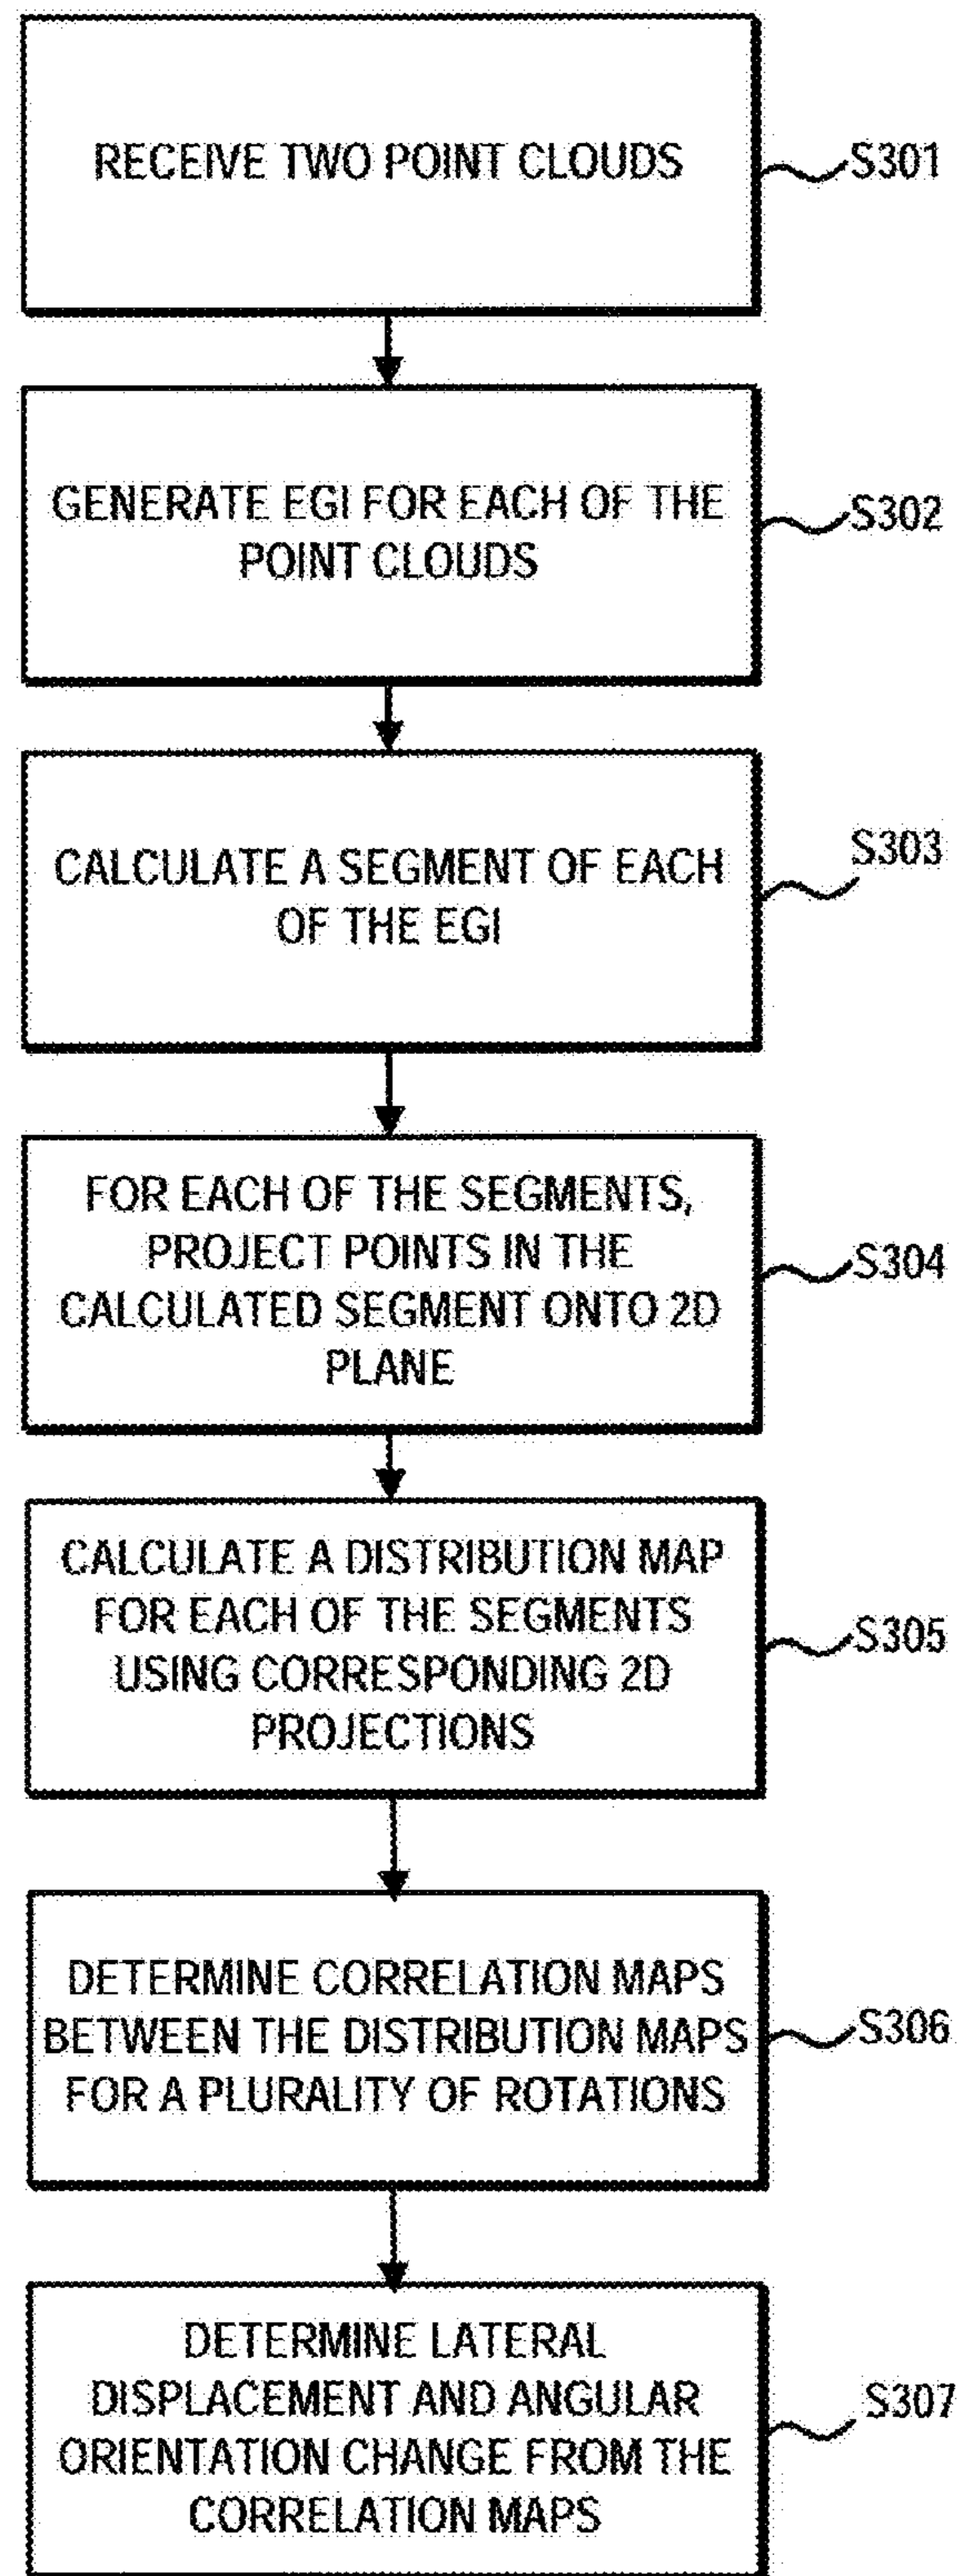 RECEIVE TWO POINT CLOUDS
S301
GENERATE EGI FOR EACH OF THE
POINT CLOUDS
S302
CALCULATE A SEGMENT OF EACH
OF THE EGI
S303
FOR EACH OF THE SEGMENTS,
PROJECT POINTS IN THE
CALCULATED SEGMENT ONTO 2D
PLANE
S304
CALCULATE A DISTRIBUTION MAP
FOR EACH OF THE SEGMENTS
USING CORRESPONDING 2D
PROJECTIONS
S305
DETERMINE CORRELATION MAPS
BETWEEN THE DISTRIBUTION MAPS
FOR A PLURALITY OF ROTATIONS
S306
DETERMINE LATERAL
DISPLACEMENT AND ANGULAR
ORIENTATION CHANGE FROM THE
CORRELATION MAPS
S307